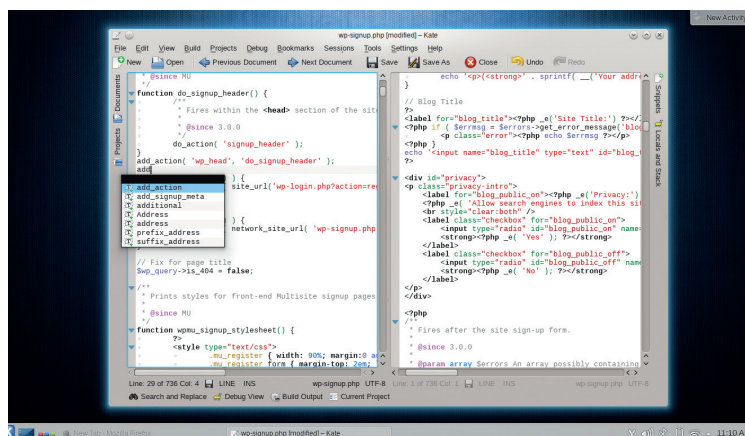 New Activity
wp-signup.php [modified] – Kate
File Edit View Build Projects Debug Bookmarks Sessions Tools Settings Help
New Open Previous Document Next Document Save Save As Close Undo Redo
Documents
Projects
* @since MU
*/
function do_signup_header() {
/**
* Fires within the <head> section of the sit
*
* @since 3.0.0
*/
do_action( 'signup_header' );
}
add_action( 'wp_head', 'do_signup_header' );
add
) {
site_url('wp-login.php?action=re
add_action
add_signup_meta
additional
Address
address
prefix_address
suffix_address
) {
network_site_url( 'wp-signup.php
}
// Fix for page title
$wp_query->is_404 = false;
/**
* Prints styles for front-end Multisite signup pages
*
* @since MU
*/
function wpmu_signup_stylesheet() {
?>
<style type="text/css">
.mu_register { width: 90%; margin:0 a
.mu_register form { margin-top: 2em;
echo '<p>(<strong>' . sprintf( __('Your addre
}
// Blog Title
?>
<label for="blog_title"><?php _e('Site Title:') ?></
<?php if ( $errmsg = $errors->get_error_message('blog
<p class="error"><?php echo $errmsg ?></p>
<?php }
echo '<input name="blog_title" type="text" id="blog_t
?>
<div id="privacy">
<p class="privacy-intro">
<label for="blog_public_on"><?php _e('Privacy:')
<?php _e( 'Allow search engines to index this sit
<br style="clear:both" />
<label class="checkbox" for="blog_public_on">
<input type="radio" id="blog_public_on" name
<strong><?php _e( 'Yes' ); ?></strong>
</label>
<label class="checkbox" for="blog_public_off">
<input type="radio" id="blog_public_off" name
<strong><?php _e( 'No' ); ?></strong>
</label>
</p>
</div>
<?php
/**
* Fires after the site sign-up form.
*
* @since 3.0.0
*
* @param array $errors An array possibly containing
Snippets
Locals and Stack
Line: 29 of 736 Col: 4 LINE INS wp-signup.php UTF-8
Line: 1 of 736 Col: 1 LINE INS wp-signup.php UTF-8
Search and Replace Debug View Build Output Current Project
New Tab - Mozilla Firefox
wp-signup.php [modified] – Kate
11:10 A